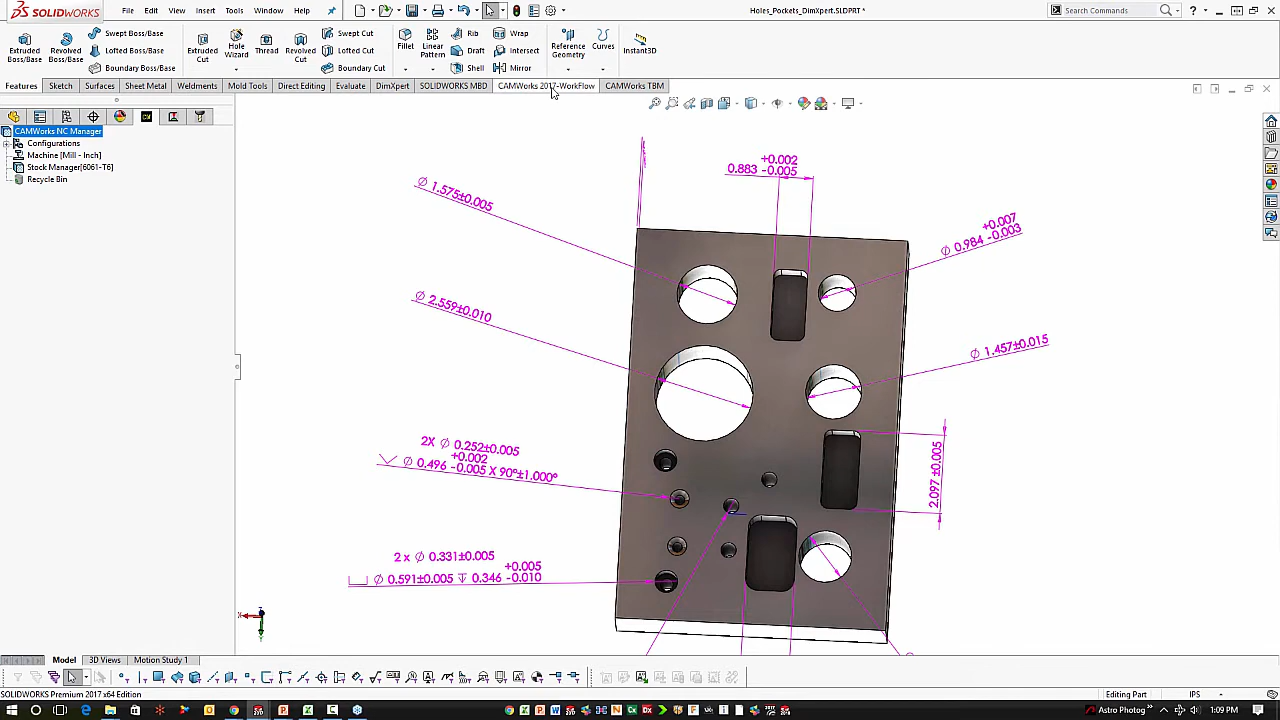 SOLIDWORKS File Edit View Insert Tools Window Help
Holes_Pockets_DimXpert.SLDPRT *
Search Commands
Extruded Boss/Base
Revolved Boss/Base
Swept Boss/Base
Lofted Boss/Base
Boundary Boss/Base
Extruded Cut
Hole Wizard
Thread
Revolved Cut
Swept Cut
Lofted Cut
Boundary Cut
Fillet
Linear Pattern
Rib
Draft
Shell
Wrap
Intersect
Mirror
Reference Geometry
Curves
Instant3D
Features Sketch Surfaces Sheet Metal Weldments Mold Tools Direct Editing Evaluate DimXpert SOLIDWORKS MBD CAMWorks 2017-WorkFlow CAMWorks TBM
CAMWorks NC Manager
Configurations
Machine [Mill - Inch]
Stock Manager[6061-T6]
Recycle Bin
+0.002
0.883 -0.005
∅ 1.575±0.005
+0.007
∅ 0.984 -0.003
∅ 2.559±0.010
∅ 1.457±0.015
2X ∅ 0.252±0.005
+0.002
⌵ ∅ 0.496 -0.005 X 90°±1.000°
2.097 ±0.005
2 x ∅ 0.331±0.005
+0.005
⌴ ∅ 0.591±0.005 ↧ 0.346 -0.010
X
Y
Model 3D Views Motion Study 1
SOLIDWORKS Premium 2017 x64 Edition
Editing Part
IPS
Astro Photog
1:09 PM